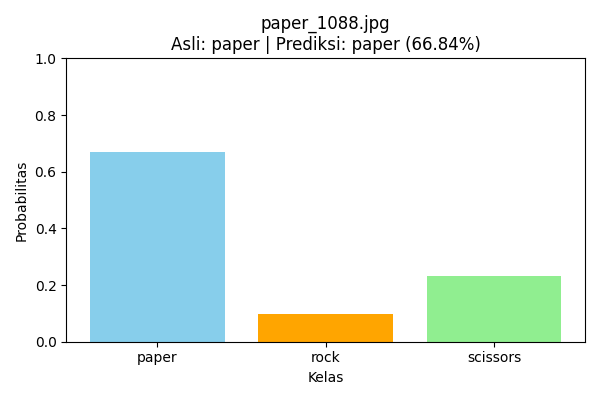 paper_1088.jpg
Asli: paper | Prediksi: paper (66.84%)
1.0
0.8
0.6
0.4
0.2
0.0
Probabilitas
paper rock scissors
Kelas